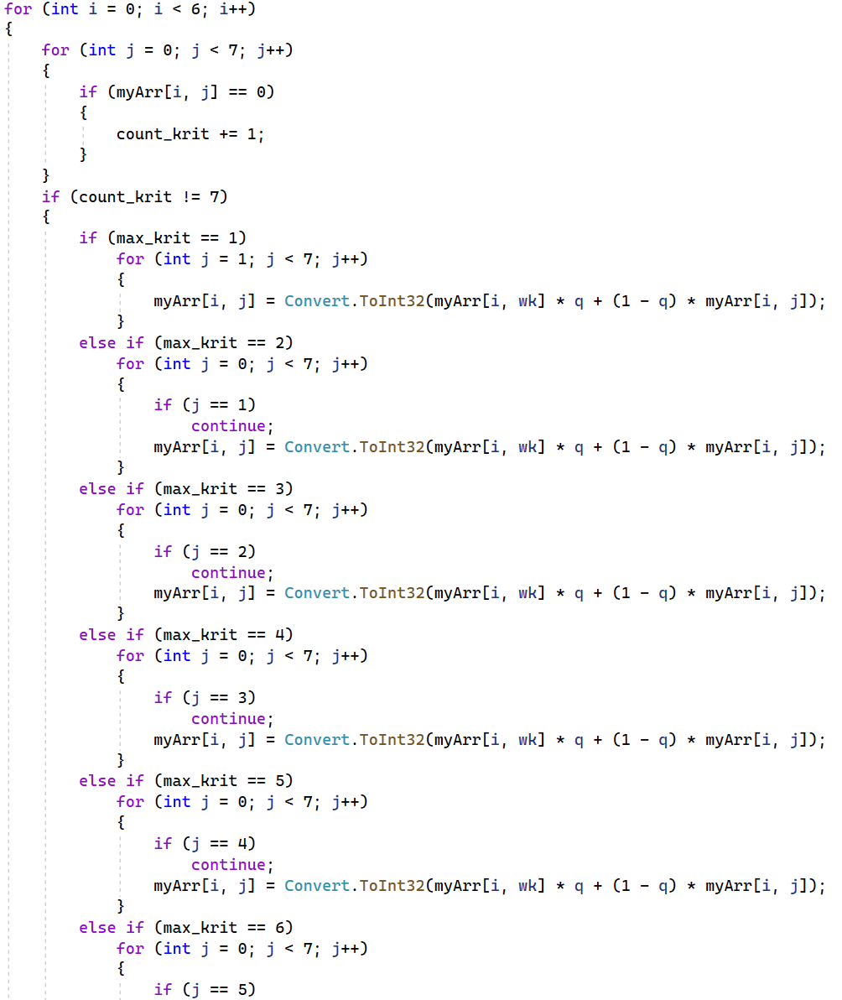 for (int i = 0; i < 6; i++)
{
    for (int j = 0; j < 7; j++)
    {
        if (myArr[i, j] == 0)
        {
            count_krit += 1;
        }
    }
    if (count_krit != 7)
    {
        if (max_krit == 1)
            for (int j = 1; j < 7; j++)
            {
                myArr[i, j] = Convert.ToInt32(myArr[i, wk] * q + (1 - q) * myArr[i, j]);
            }
        else if (max_krit == 2)
            for (int j = 0; j < 7; j++)
            {
                if (j == 1)
                    continue;
                myArr[i, j] = Convert.ToInt32(myArr[i, wk] * q + (1 - q) * myArr[i, j]);
            }
        else if (max_krit == 3)
            for (int j = 0; j < 7; j++)
            {
                if (j == 2)
                    continue;
                myArr[i, j] = Convert.ToInt32(myArr[i, wk] * q + (1 - q) * myArr[i, j]);
            }
        else if (max_krit == 4)
            for (int j = 0; j < 7; j++)
            {
                if (j == 3)
                    continue;
                myArr[i, j] = Convert.ToInt32(myArr[i, wk] * q + (1 - q) * myArr[i, j]);
            }
        else if (max_krit == 5)
            for (int j = 0; j < 7; j++)
            {
                if (j == 4)
                    continue;
                myArr[i, j] = Convert.ToInt32(myArr[i, wk] * q + (1 - q) * myArr[i, j]);
            }
        else if (max_krit == 6)
            for (int j = 0; j < 7; j++)
            {
                if (j == 5)